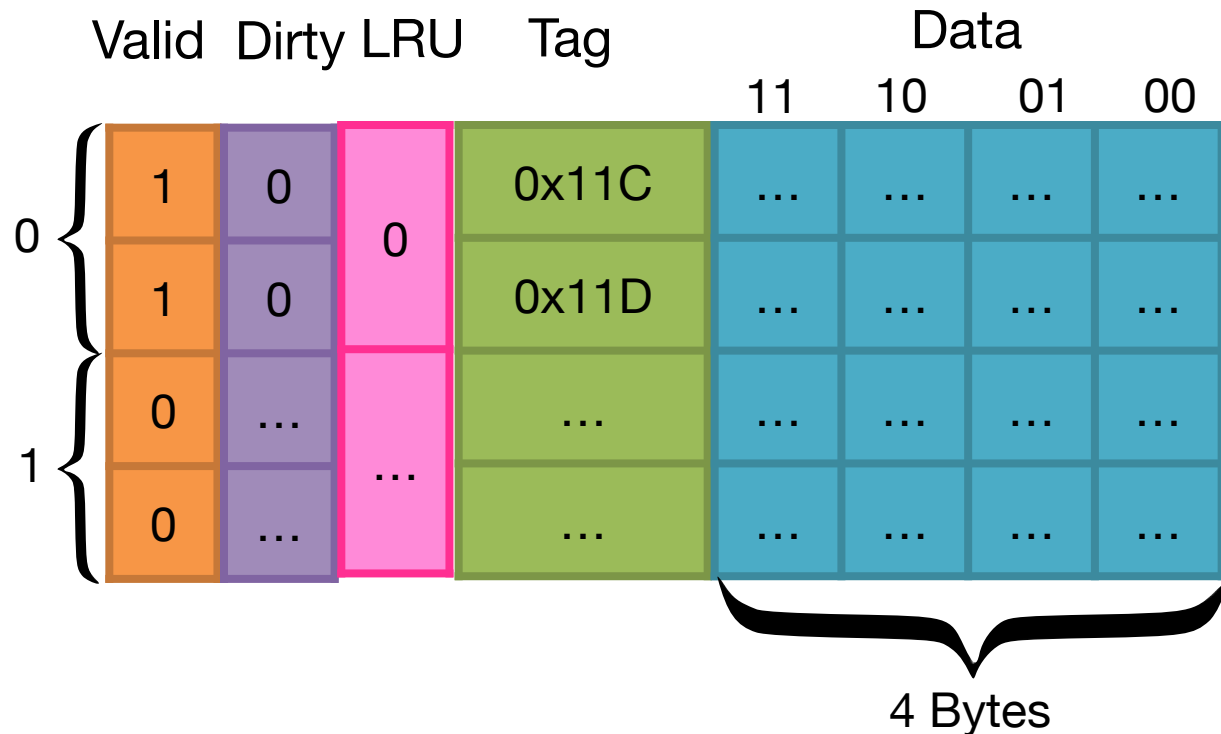 Valid Dirty LRU Tag Data
11 10 01 00
0 1 0 0 0x11C ... ... ... ...
1 0 0x11D ... ... ... ...
1 0 ... ... ... ... ... ... ...
0 ... ... ... ... ... ...
4 Bytes